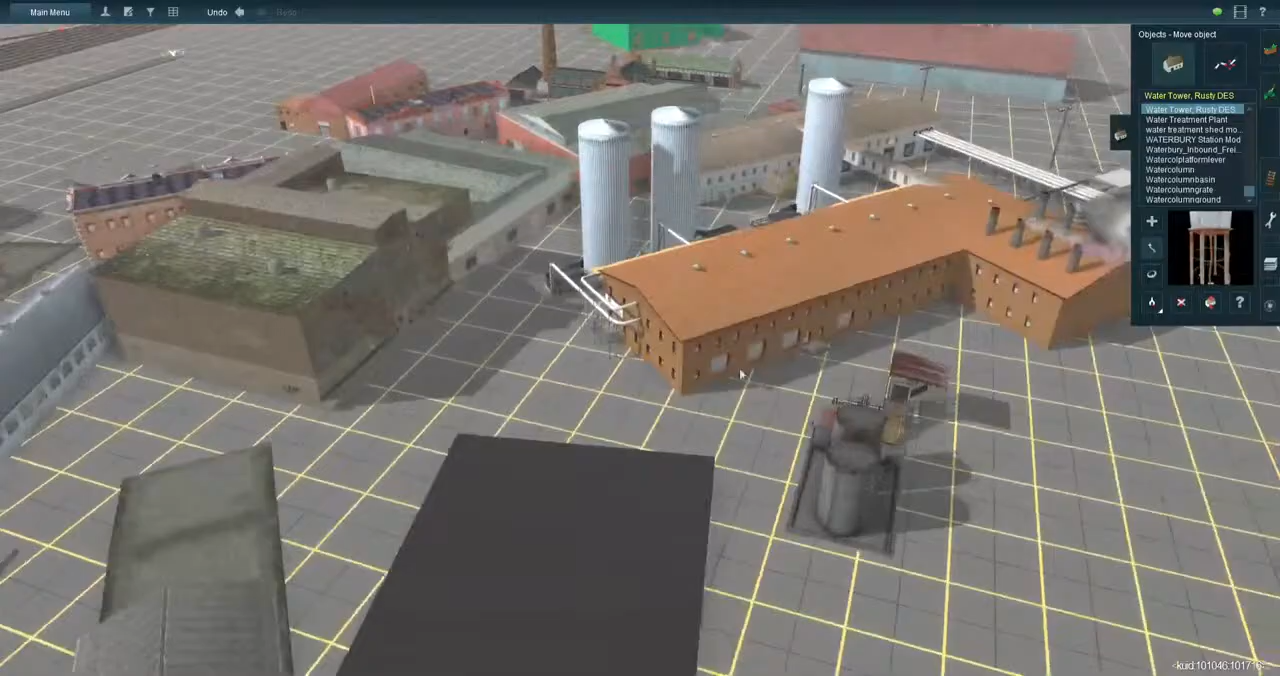 Main Menu
Undo
Redo
Objects - Move object
Water Tower, Rusty DES
Water Tower, Rusty DES
Water Treatment Plant
water treatment shed mo...
WATERBURY Station Mod
Waterbury_Inbound_Frei...
Watercolplatformlever
Watercolumn
Watercolumnbasin
Watercolumngrate
Watercolumnground
?
?
<kuid:101046:101716>